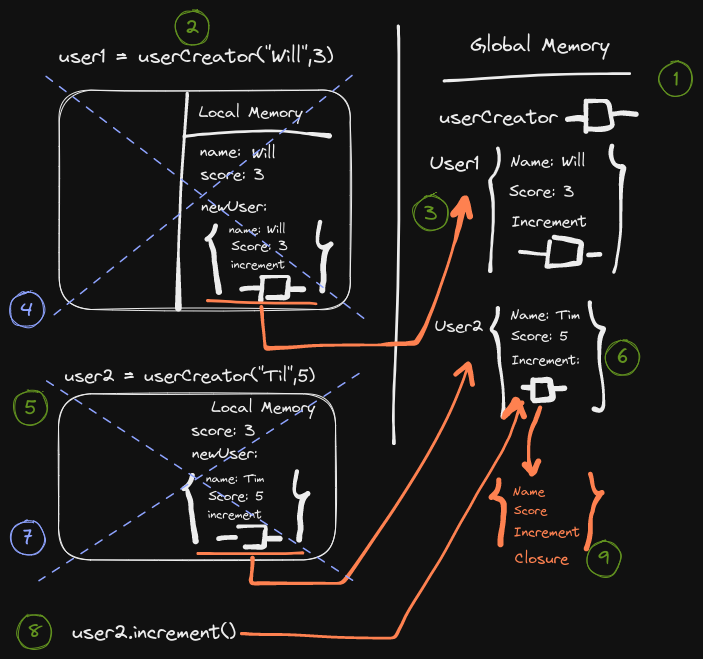 2
user1 = userCreator("Will",3)
Local Memory
name: Will
score: 3
newUser:
name: Will
Score: 3
increment
4
Global Memory
1
userCreator
User1
Name: Will
Score: 3
Increment
3
User2
Name: Tim
Score: 5
Increment:
6
user2 = userCreator("Til",5)
5
Local Memory
score: 3
newUser:
name: Tim
Score: 5
increment
7
Name
Score
Increment
Closure
9
8
user2.increment()